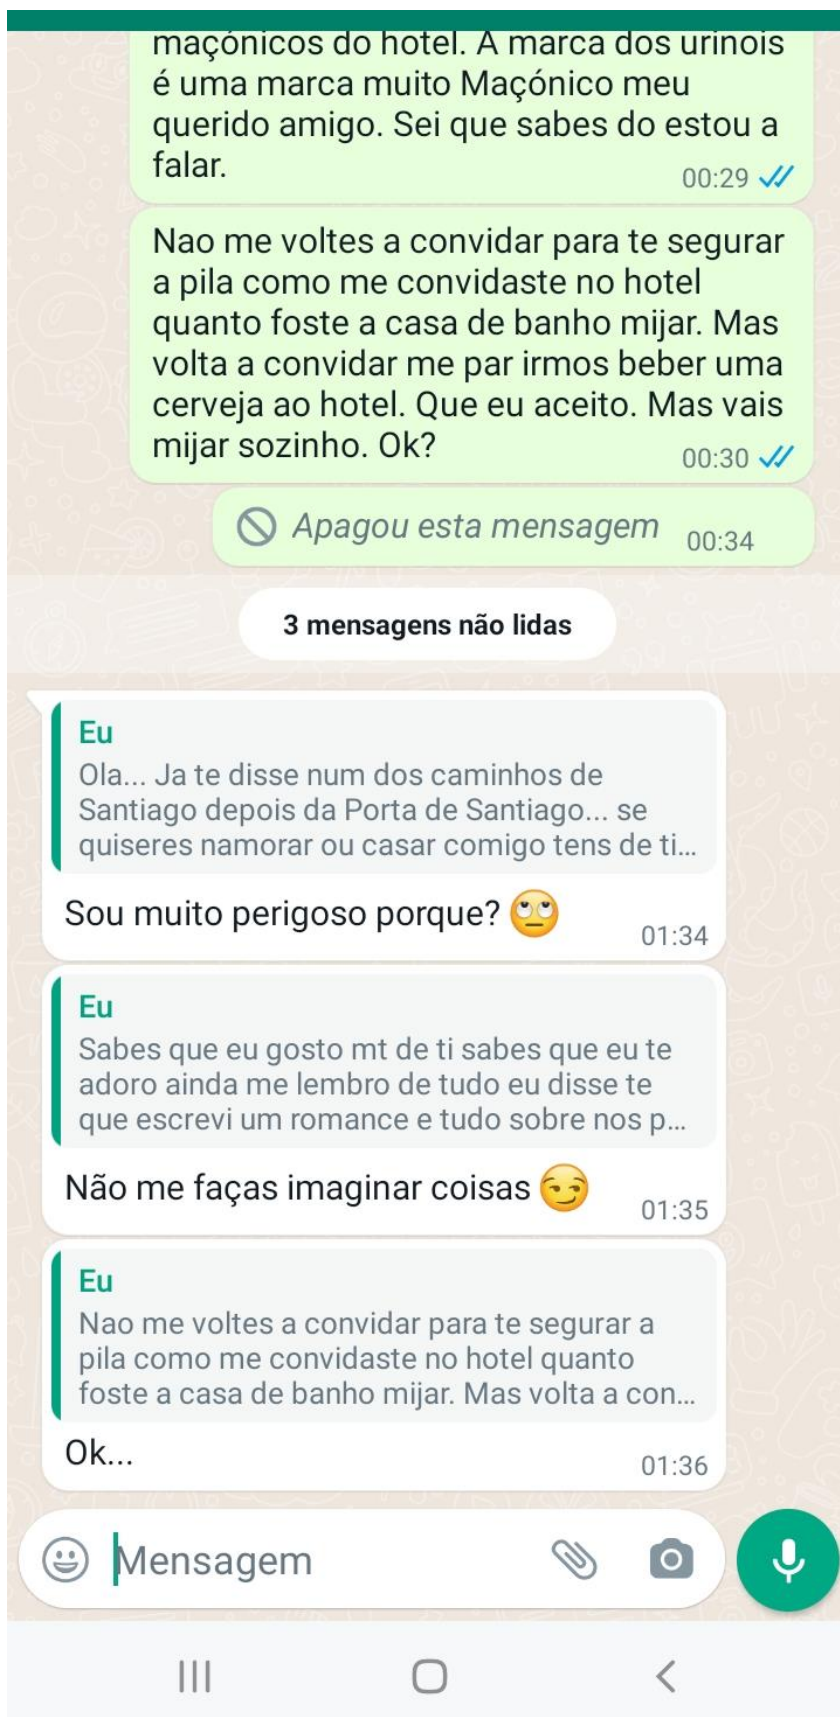 maçónicos do hotel. A marca dos urinois
é uma marca muito Maçónico meu
querido amigo. Sei que sabes do estou a
falar.
00:29
Nao me voltes a convidar para te segurar
a pila como me convidaste no hotel
quanto foste a casa de banho mijar. Mas
volta a convidar me par irmos beber uma
cerveja ao hotel. Que eu aceito. Mas vais
mijar sozinho. Ok?
00:30
Apagou esta mensagem 00:34
3 mensagens não lidas
Eu
Ola... Ja te disse num dos caminhos de
Santiago depois da Porta de Santiago... se
quiseres namorar ou casar comigo tens de ti...
Sou muito perigoso porque? 🙄
01:34
Eu
Sabes que eu gosto mt de ti sabes que eu te
adoro ainda me lembro de tudo eu disse te
que escrevi um romance e tudo sobre nos p...
Não me faças imaginar coisas 😏
01:35
Eu
Nao me voltes a convidar para te segurar a
pila como me convidaste no hotel quanto
foste a casa de banho mijar. Mas volta a con...
Ok...
01:36
Mensagem